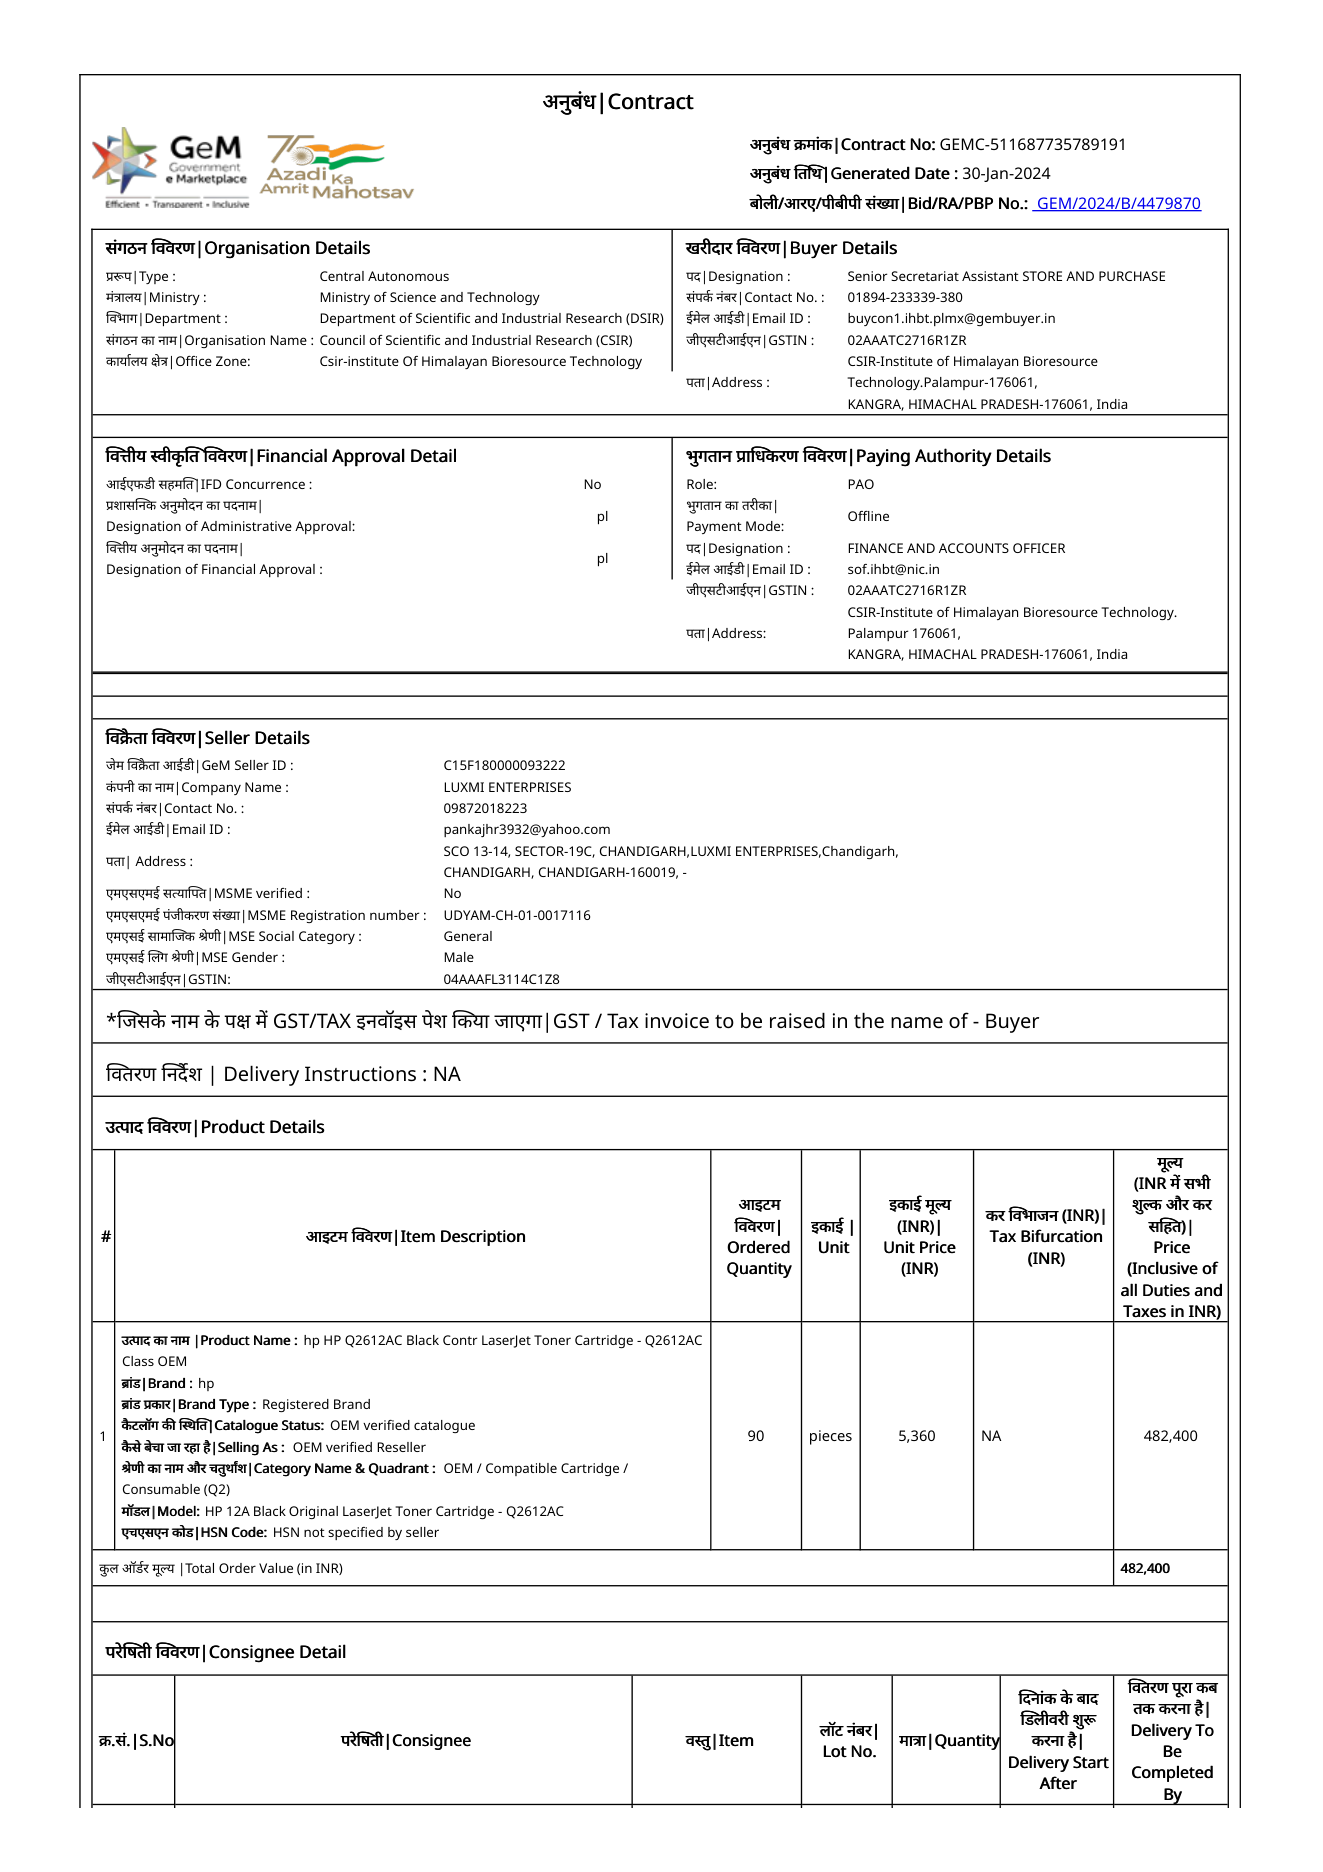 अनुबंध|Contract
GeM
Government
e Marketplace
Efficient • Transparent • Inclusive
75
Azadi Ka
Amrit Mahotsav
अनुबंध क्रमांक|Contract No: GEMC-511687735789191
अनुबंध तिथि|Generated Date : 30-Jan-2024
बोली/आरए/पीबीपी संख्या|Bid/RA/PBP No.: GEM/2024/B/4479870
संगठन विवरण|Organisation Details
प्ररूप|Type : Central Autonomous
मंत्रालय|Ministry : Ministry of Science and Technology
विभाग|Department : Department of Scientific and Industrial Research (DSIR)
संगठन का नाम|Organisation Name : Council of Scientific and Industrial Research (CSIR)
कार्यालय क्षेत्र|Office Zone: Csir-institute Of Himalayan Bioresource Technology
खरीदार विवरण|Buyer Details
पद|Designation : Senior Secretariat Assistant STORE AND PURCHASE
संपर्क नंबर|Contact No. : 01894-233339-380
ईमेल आईडी|Email ID : buycon1.ihbt.plmx@gembuyer.in
जीएसटीआईएन|GSTIN : 02AAATC2716R1ZR
CSIR-Institute of Himalayan Bioresource
पता|Address : Technology.Palampur-176061,
KANGRA, HIMACHAL PRADESH-176061, India
वित्तीय स्वीकृति विवरण|Financial Approval Detail
आईएफडी सहमति|IFD Concurrence : No
प्रशासनिक अनुमोदन का पदनाम|
Designation of Administrative Approval: pl
वित्तीय अनुमोदन का पदनाम|
Designation of Financial Approval : pl
भुगतान प्राधिकरण विवरण|Paying Authority Details
Role: PAO
भुगतान का तरीका|
Payment Mode: Offline
पद|Designation : FINANCE AND ACCOUNTS OFFICER
ईमेल आईडी|Email ID : sof.ihbt@nic.in
जीएसटीआईएन|GSTIN : 02AAATC2716R1ZR
CSIR-Institute of Himalayan Bioresource Technology.
पता|Address: Palampur 176061,
KANGRA, HIMACHAL PRADESH-176061, India
विक्रेता विवरण|Seller Details
जेम विक्रेता आईडी|GeM Seller ID : C15F180000093222
कंपनी का नाम|Company Name : LUXMI ENTERPRISES
संपर्क नंबर|Contact No. : 09872018223
ईमेल आईडी|Email ID : pankajhr3932@yahoo.com
पता| Address : SCO 13-14, SECTOR-19C, CHANDIGARH,LUXMI ENTERPRISES,Chandigarh,
CHANDIGARH, CHANDIGARH-160019, -
एमएसएमई सत्यापित|MSME verified : No
एमएसएमई पंजीकरण संख्या|MSME Registration number : UDYAM-CH-01-0017116
एमएसई सामाजिक श्रेणी|MSE Social Category : General
एमएसई लिंग श्रेणी|MSE Gender : Male
जीएसटीआईएन|GSTIN: 04AAAFL3114C1Z8
*जिसके नाम के पक्ष में GST/TAX इनवॉइस पेश किया जाएगा|GST / Tax invoice to be raised in the name of - Buyer
वितरण निर्देश | Delivery Instructions : NA
उत्पाद विवरण|Product Details
#
आइटम विवरण|Item Description
आइटम
विवरण|
Ordered
Quantity
इकाई |
Unit
इकाई मूल्य
(INR)|
Unit Price
(INR)
कर विभाजन (INR)|
Tax Bifurcation
(INR)
मूल्य
(INR में सभी
शुल्क और कर
सहित)|
Price
(Inclusive of
all Duties and
Taxes in INR)
1
उत्पाद का नाम |Product Name : hp HP Q2612AC Black Contr LaserJet Toner Cartridge - Q2612AC
Class OEM
ब्रांड|Brand : hp
ब्रांड प्रकार|Brand Type : Registered Brand
कैटलॉग की स्थिति|Catalogue Status: OEM verified catalogue
कैसे बेचा जा रहा है|Selling As : OEM verified Reseller
श्रेणी का नाम और चतुर्थांश|Category Name & Quadrant : OEM / Compatible Cartridge /
Consumable (Q2)
मॉडल|Model: HP 12A Black Original LaserJet Toner Cartridge - Q2612AC
एचएसएन कोड|HSN Code: HSN not specified by seller
90
pieces
5,360
NA
482,400
कुल ऑर्डर मूल्य |Total Order Value (in INR) 482,400
परेषिती विवरण|Consignee Detail
क्र.सं.|S.No
परेषिती|Consignee
वस्तु|Item
लॉट नंबर|
Lot No.
मात्रा|Quantity
दिनांक के बाद
डिलीवरी शुरू
करना है|
Delivery Start
After
वितरण पूरा कब
तक करना है|
Delivery To
Be
Completed
By